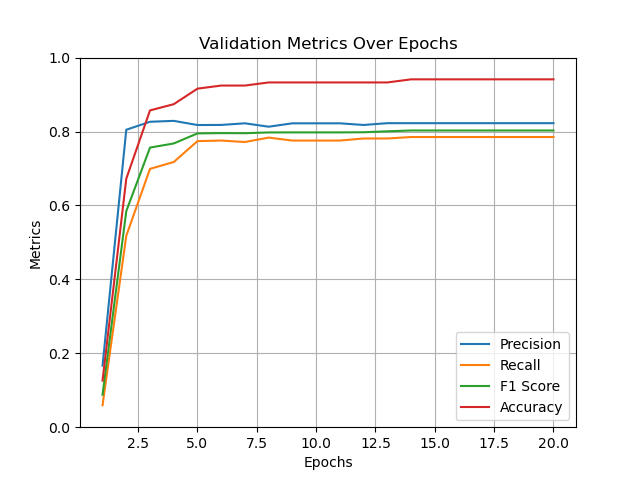 Validation Metrics Over Epochs
1.0
0.8
0.6
0.4
0.2
0.0
Metrics
2.5 5.0 7.5 10.0 12.5 15.0 17.5 20.0
Epochs
Precision
Recall
F1 Score
Accuracy